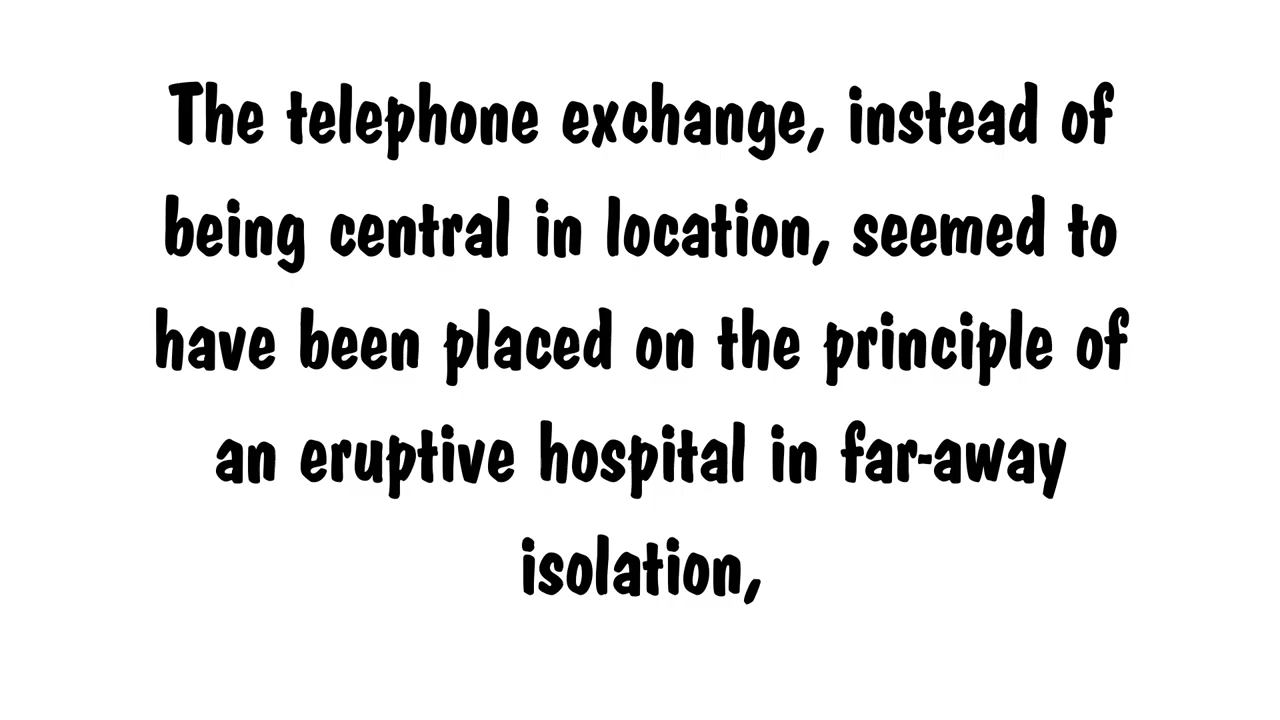 The telephone exchange, instead of
being central in location, seemed to
have been placed on the principle of
an eruptive hospital in far-away
isolation,